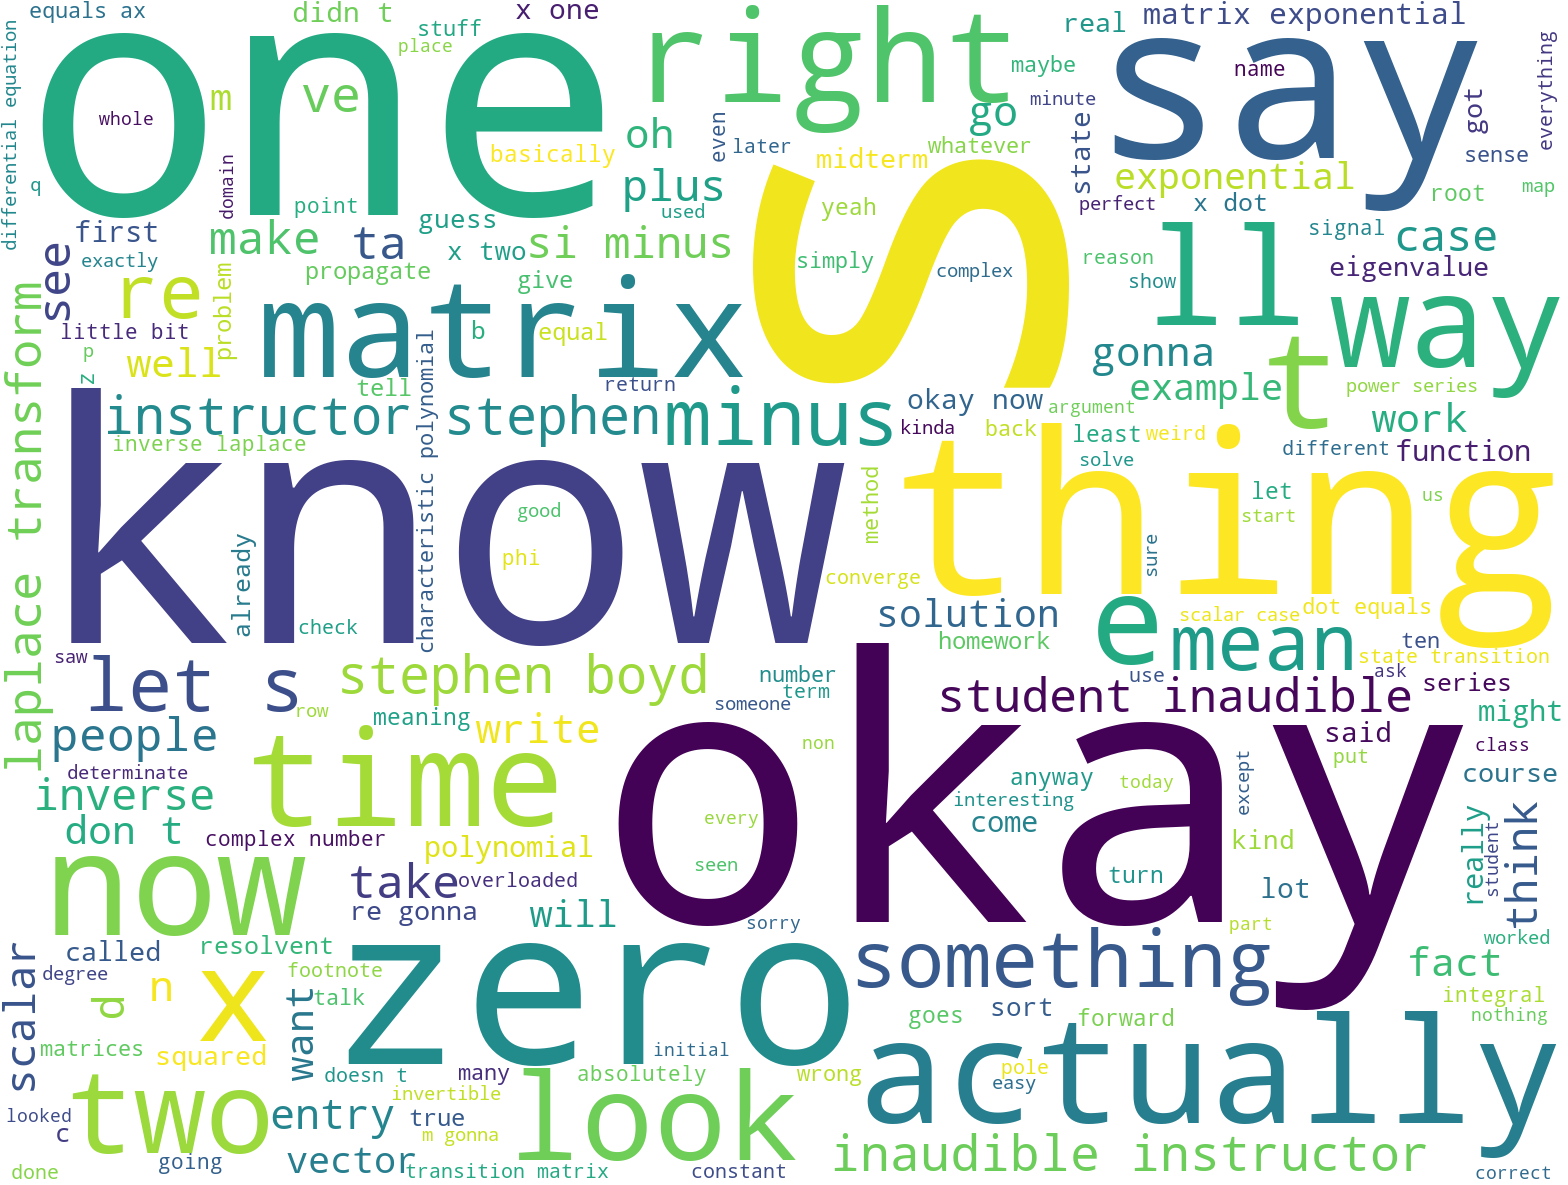 equals ax
didn t
x one
stuff
place
one
right
real
matrix exponential
say
name
maybe
minute
everything
differential equation
whole
m
ve
go
oh
even
later
whatever
got
sense
basically
midterm
state
exponential
root
map
q
domain
point
guess
plus
used
yeah
s
perfect
x dot
signal
case
first
exactly
see
make
ta
x two
si minus
propagate
give
simply
complex
reason
show
ll
eigenvalue
way
re
problem
little bit
matrix
b
equal
well
p
z
tell
return
gonna
t
example
power series
laplace transform
instructor stephen
minus
okay now
kinda
back
argument
least
weird
work
different
function
inverse laplace
characteristic polynomial
solve
know
good
method
thing
let
start
us
phi
already
converge
sure
check
solution
homework
e
scalar case
dot equals
mean
ten
state transition
saw
let s
row
stephen boyd
number
term
someone
use
ask
series
student inaudible
people
meaning
write
non
okay
said
might
class
put
determinate
inverse
time
anyway
interesting
today
except
course
come
don t
complex number
polynomial
every
seen
kind
really
student
think
now
take
overloaded
re gonna
will
turn
lot
sorry
part
called
resolvent
degree
scalar
d
n
x
footnote
talk
want
zero
something
fact
worked
integral
nothing
goes
sort
forward
matrices
squared
initial
actually
pole
easy
doesn t
many
absolutely
wrong
invertible
looked
c
two
entry
true
m gonna
look
done
going
vector
transition matrix
constant
inaudible instructor
correct